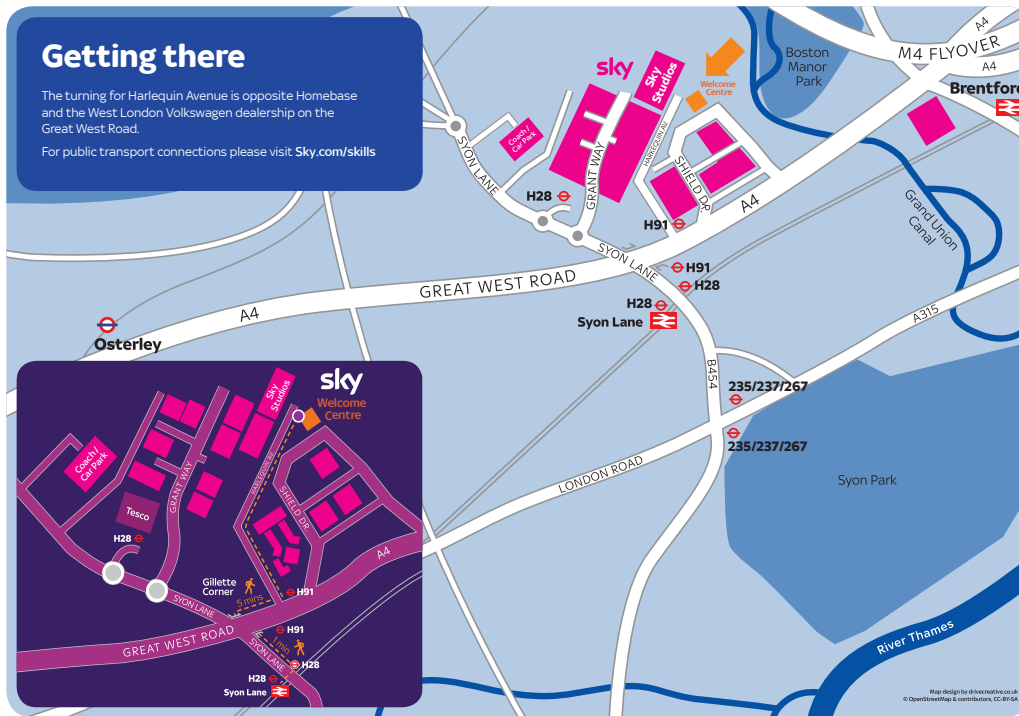 Getting there
The turning for Harlequin Avenue is opposite Homebase
and the West London Volkswagen dealership on the
Great West Road.
For public transport connections please visit Sky.com/skills
sky
Sky
Studios
Welcome
Centre
Boston
Manor
Park
A4
M4 FLYOVER
A4
Brentford
Coach /
Car Park
SYON LANE
GRANT WAY
HARLEQUIN AV.
SHIELD DR.
H28
H91
A4
Grand Union
Canal
SYON LANE
H91
H28
H28
Syon Lane
GREAT WEST ROAD
A4
Osterley
A315
B454
235/237/267
235/237/267
LONDON ROAD
Syon Park
River Thames
sky
Sky
Studios
Welcome
Centre
Coach /
Car Park
GRANT WAY
HARLEQUIN AV.
SHIELD DR.
Tesco
H28
A4
Gillette
Corner
5 mins
H91
SYON LANE
GREAT WEST ROAD
H91
1 min
SYON LANE
H28
H28
Syon Lane
Map design by drivecreative.co.uk
© OpenStreetMap & contributors, CC-BY-SA